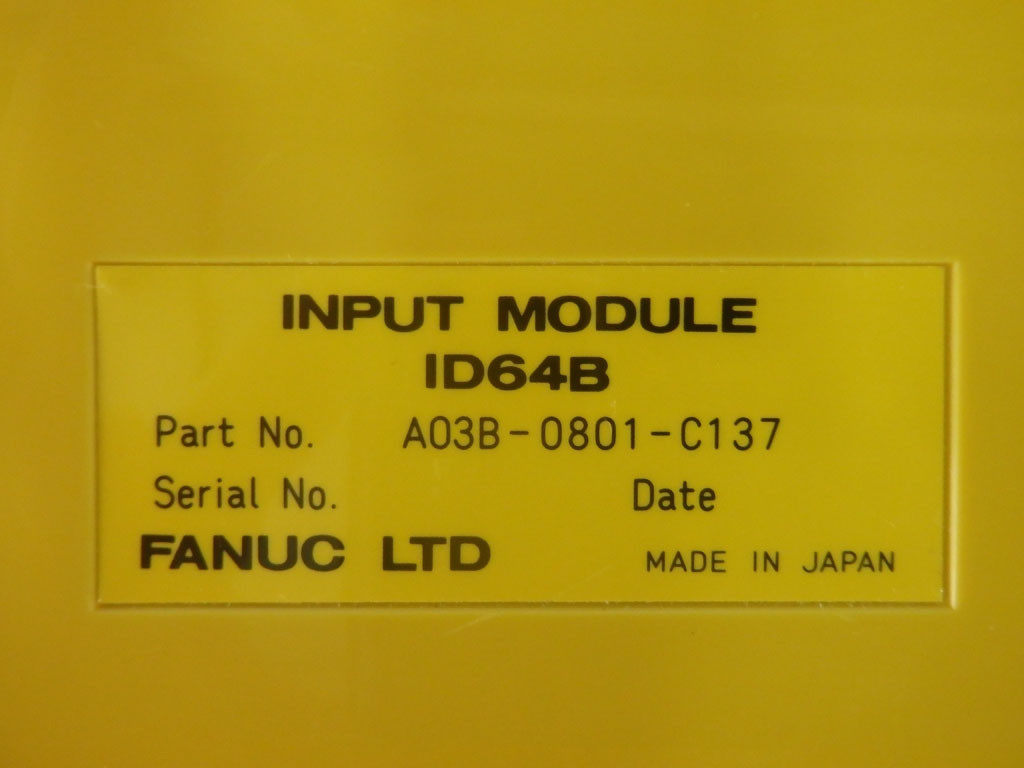 INPUT MODULE
ID64B
Part No. A03B-0801-C137
Serial No. Date
FANUC LTD MADE IN JAPAN